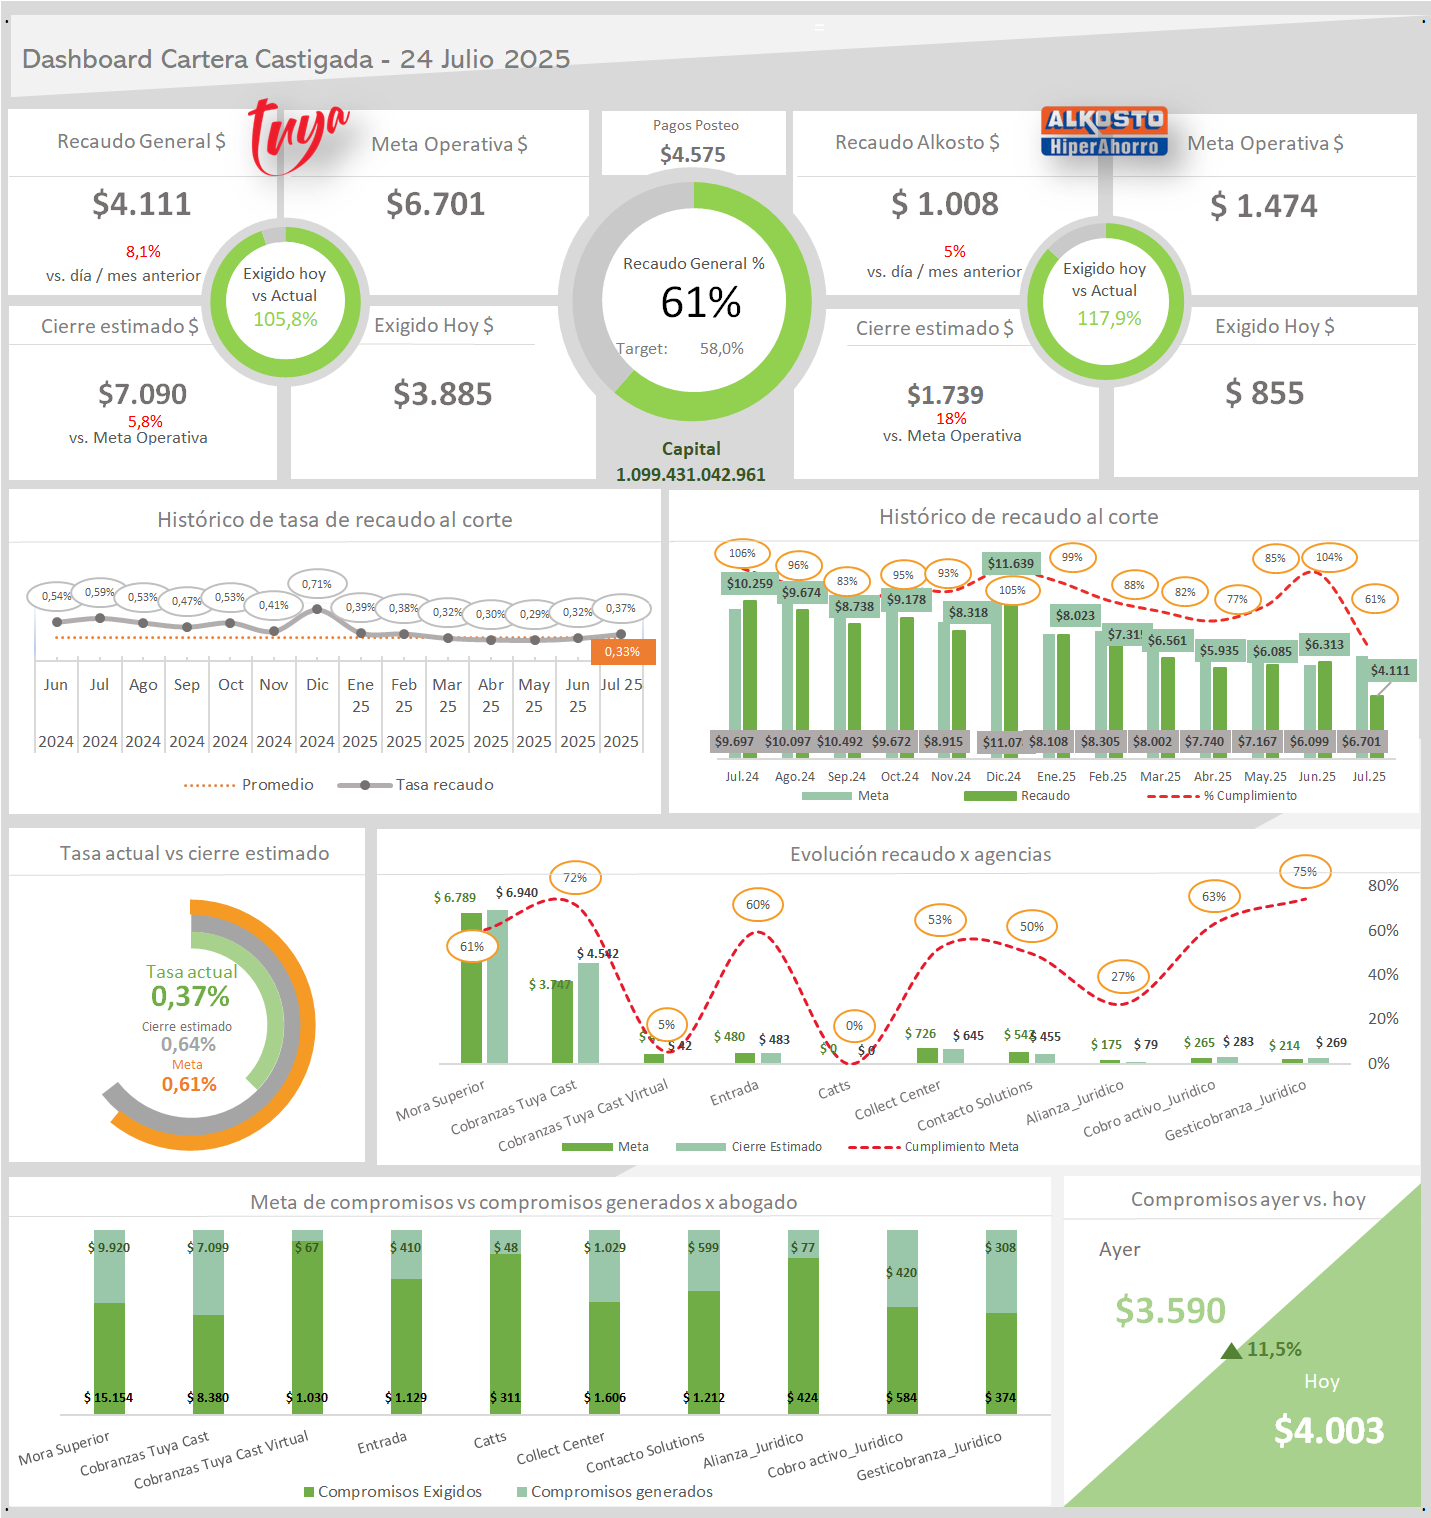 Dashboard Cartera Castigada - 24 Julio 2025
Recaudo General $
tuya
Meta Operativa $
$4.111
$6.701
8,1%
vs. día / mes anterior
Exigido hoy
vs Actual
105,8%
Cierre estimado $
Exigido Hoy $
$7.090
5,8%
vs. Meta Operativa
$3.885
Pagos Posteo
$4.575
Recaudo General %
61%
Target: 58,0%
Capital
1.099.431.042.961
Recaudo Alkosto $
ALKOSTO
HiperAhorro
Meta Operativa $
$ 1.008
$ 1.474
5%
vs. día / mes anterior
Exigido hoy
vs Actual
117,9%
Cierre estimado $
Exigido Hoy $
$1.739
18%
vs. Meta Operativa
$ 855
Histórico de tasa de recaudo al corte
0,54% 0,59% 0,53% 0,47% 0,53% 0,41% 0,71% 0,39% 0,38% 0,32% 0,30% 0,29% 0,32% 0,37%
0,33%
Jun Jul Ago Sep Oct Nov Dic Ene 25 Feb 25 Mar 25 Abr 25 May 25 Jun 25 Jul 25
2024 2024 2024 2024 2024 2024 2024 2025 2025 2025 2025 2025 2025 2025
Promedio Tasa recaudo
Histórico de recaudo al corte
106% 96% 83% 95% 93% 105% 99% 88% 82% 77% 85% 104% 61%
$10.259 $9.674 $8.738 $9.178 $8.318 $11.639 $8.023 $7.315 $6.561 $5.935 $6.085 $6.313 $4.111
$9.697 $10.097 $10.492 $9.672 $8.915 $11.07 $8.108 $8.305 $8.002 $7.740 $7.167 $6.099 $6.701
Jul.24 Ago.24 Sep.24 Oct.24 Nov.24 Dic.24 Ene.25 Feb.25 Mar.25 Abr.25 May.25 Jun.25 Jul.25
Meta Recaudo % Cumplimiento
Tasa actual vs cierre estimado
Tasa actual
0,37%
Cierre estimado
0,64%
Meta
0,61%
Evolución recaudo x agencias
61% 72% 5% 60% 0% 53% 50% 27% 63% 75%
$ 6.789 $ 6.940 $ 3.747 $ 4.542 $ 42 $ 480 $ 483 $ 0 $ 0 $ 726 $ 645 $ 455 $ 175 $ 79 $ 265 $ 283 $ 214 $ 269
80%
60%
40%
20%
0%
Mora Superior Cobranzas Tuya Cast Cobranzas Tuya Cast Virtual Entrada Catts Collect Center Contacto Solutions Alianza_Juridico Cobro activo_Juridico Gesticobranza_Juridico
Meta Cierre Estimado Cumplimiento Meta
Meta de compromisos vs compromisos generados x abogado
$ 9.920 $ 7.099 $ 67 $ 410 $ 48 $ 1.029 $ 599 $ 77 $ 420 $ 308
$ 15.154 $ 8.380 $ 1.030 $ 1.129 $ 311 $ 1.606 $ 1.212 $ 424 $ 584 $ 374
Mora Superior Cobranzas Tuya Cast Cobranzas Tuya Cast Virtual Entrada Catts Collect Center Contacto Solutions Alianza_Juridico Cobro activo_Juridico Gesticobranza_Juridico
Compromisos Exigidos Compromisos generados
Compromisos ayer vs. hoy
Ayer
$3.590
11,5%
Hoy
$4.003